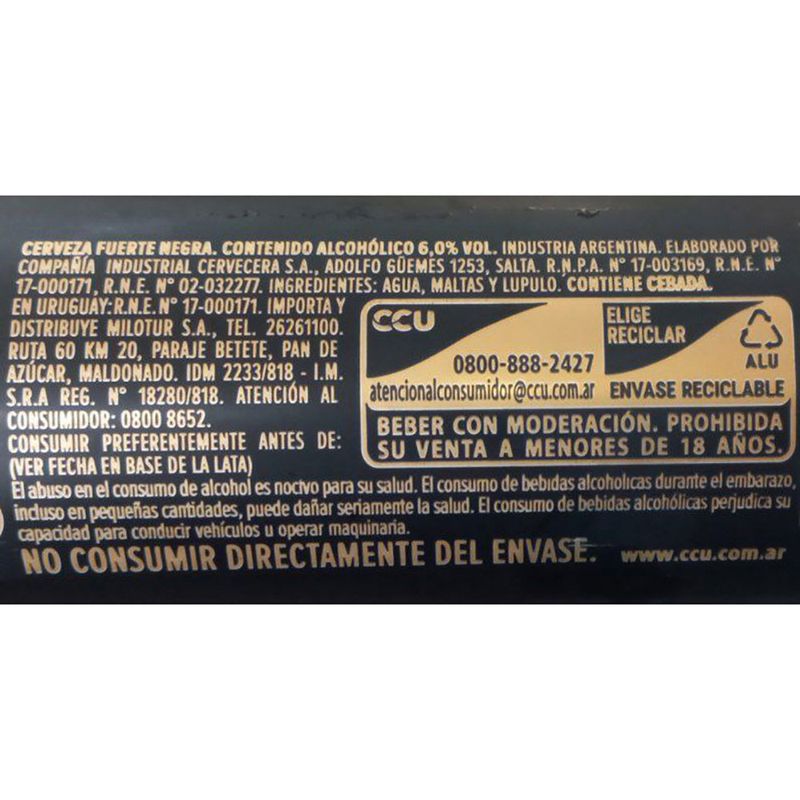 CERVEZA FUERTE NEGRA. CONTENIDO ALCOHÓLICO 6,0% VOL. INDUSTRIA ARGENTINA. ELABORADO POR
COMPAÑÍA INDUSTRIAL CERVECERA S.A., ADOLFO GÜEMES 1253, SALTA. R.N.P.A. N° 17-003169, R.N.E. N°
17-000171, R.N.E. N° 02-032277. INGREDIENTES: AGUA, MALTAS Y LUPULO. CONTIENE CEBADA.
EN URUGUAY:R.N.E.N° 17-000171. IMPORTA Y
DISTRIBUYE MILOTUR S.A., TEL. 26261100.
RUTA 60 KM 20, PARAJE BETETE, PAN DE
AZÚCAR, MALDONADO. IDM 2233/818 - I.M.
S.R.A REG. N° 18280/818. ATENCIÓN AL
CONSUMIDOR: 0800 8652.
CONSUMIR PREFERENTEMENTE ANTES DE:
(VER FECHA EN BASE DE LA LATA)
CCU
0800-888-2427
atencionalconsumidor@ccu.com.ar
ELIGE
RECICLAR
ALU
ENVASE RECICLABLE
BEBER CON MODERACIÓN. PROHIBIDA
SU VENTA A MENORES DE 18 AÑOS.
El abuso en el consumo de alcohol es nocivo para su salud. El consumo de bebidas alcoholicas durante el embarazo,
incluso en pequeñas cantidades, puede dañar seriamente la salud. El consumo de bebidas alcohólicas perjudica su
capacidad para conducir vehículos u operar maquinaria.
NO CONSUMIR DIRECTAMENTE DEL ENVASE. www.ccu.com.ar